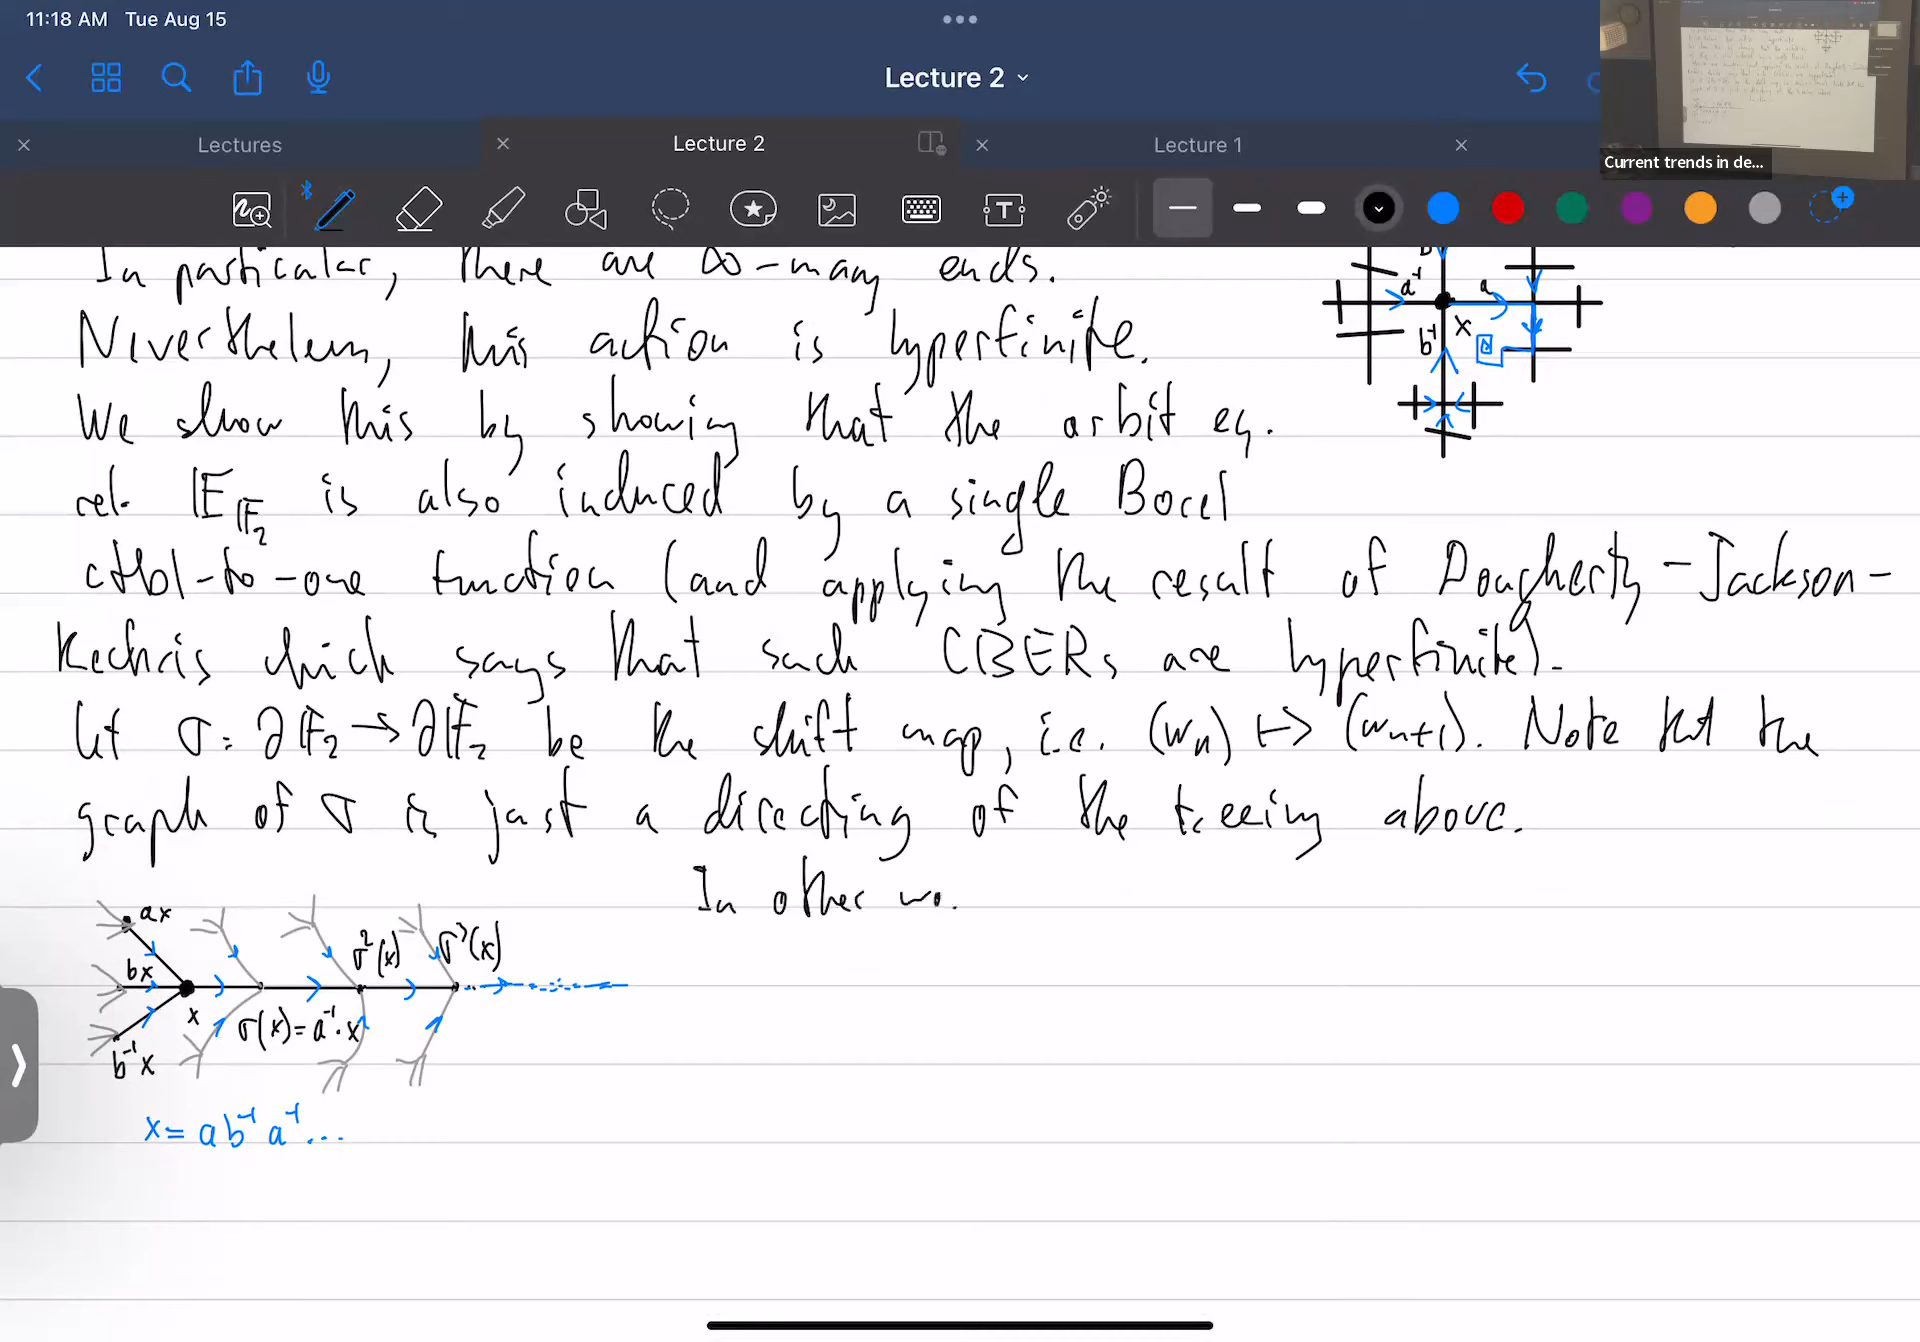 11:18 AM Tue Aug 15
Lecture 2
Lectures
Lecture 2
Lecture 1
Current trends in de...
In particular, there are ∞-many ends.
Nevertheless, this action is hyperfinite.
We show this by showing that the orbit eq.
rel. 𝔼_𝔽₂ is also induced by a single Borel
ctbl-to-one function (and applying the result of Dougherty-Jackson-
Kechris which says that such CBERs are hyperfinite).
Let σ: ∂𝔽₂ → ∂𝔽₂ be the shift map, i.e. (wₙ) ↦ (wₙ₊₁). Note that the
graph of σ is just a directing of the treeing above.
In other wo.
b
a⁻¹
a
x
b⁻¹
ax
bx
x
b⁻¹x
σ(x) = a⁻¹·x
σ²(x)
σ³(x)
x = ab⁻¹a⁻¹...